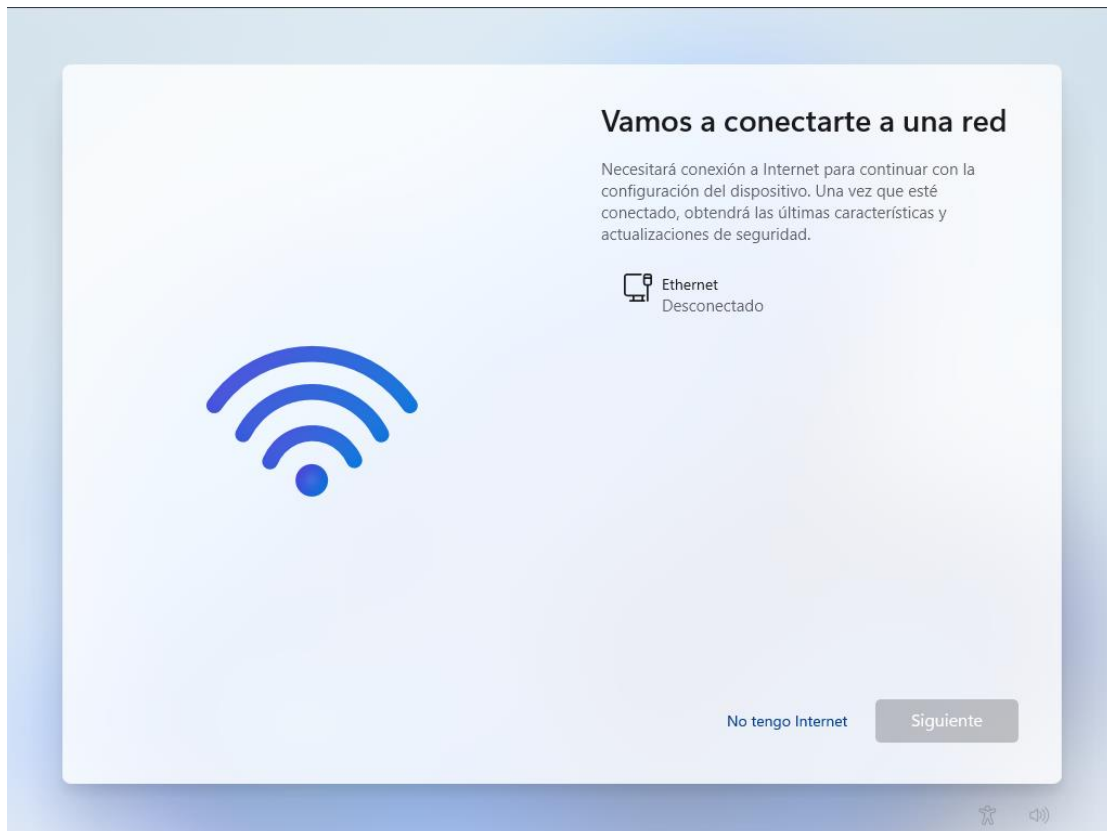 Vamos a conectarte a una red
Necesitará conexión a Internet para continuar con la
configuración del dispositivo. Una vez que esté
conectado, obtendrá las últimas características y
actualizaciones de seguridad.
Ethernet
Desconectado
No tengo Internet
Siguiente